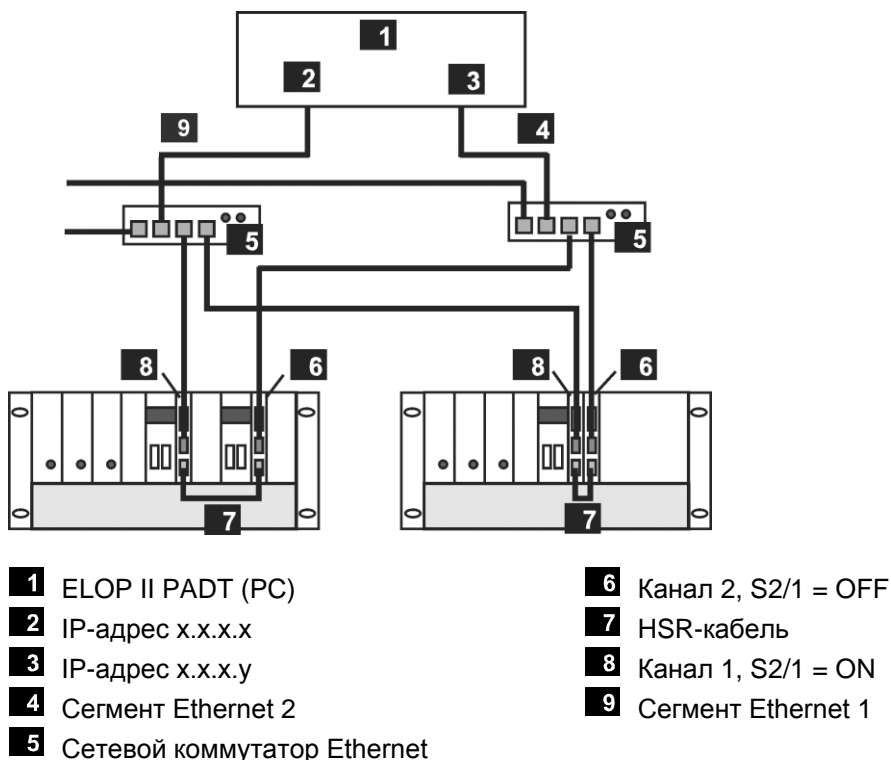 1
2
3
9
4
5
5
8
6
8
6
7
7
1 ELOP II PADT (PC)
2 IP-адрес x.x.x.x
3 IP-адрес x.x.x.y
4 Сегмент Ethernet 2
5 Сетевой коммутатор Ethernet
6 Канал 2, S2/1 = OFF
7 HSR-кабель
8 Канал 1, S2/1 = ON
9 Сегмент Ethernet 1